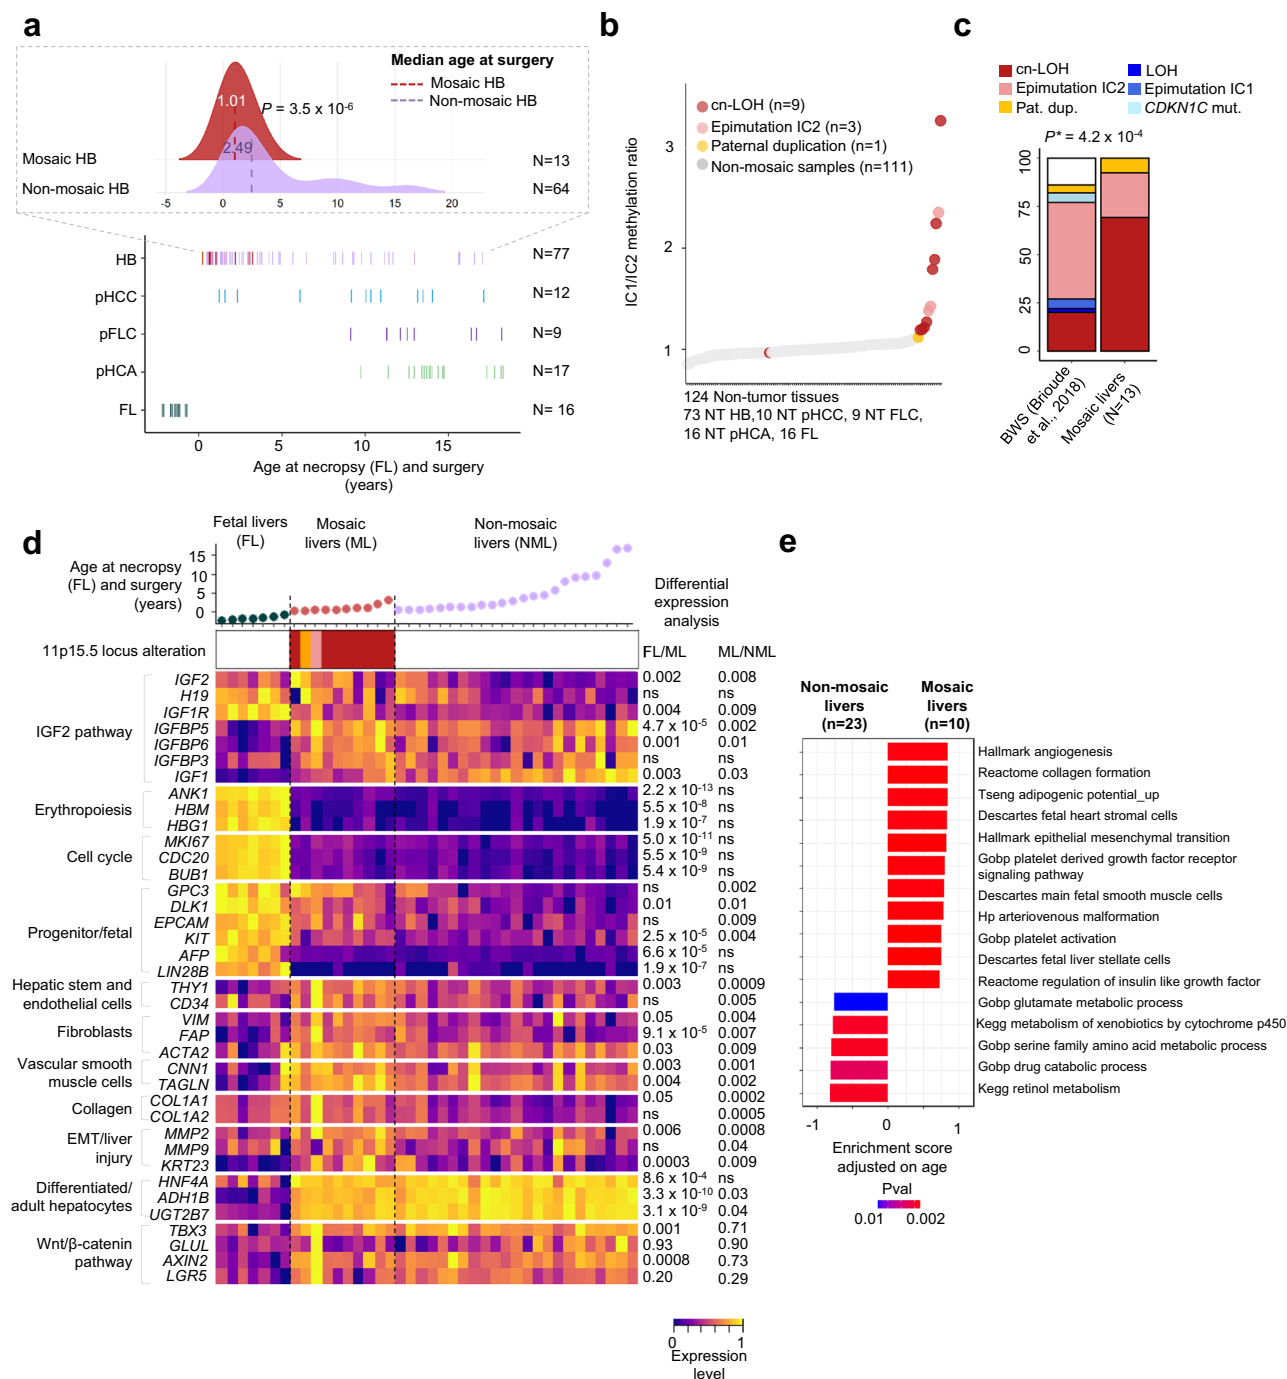 a
Median age at surgery
Mosaic HB
Non-mosaic HB
1.01
P = 3.5 x 10-6
2.49
Mosaic HB
N=13
Non-mosaic HB
N=64
-5 0 5 10 15 20
HB
N=77
pHCC
N=12
pFLC
N=9
pHCA
N=17
FL
N= 16
0 5 10 15
Age at necropsy (FL) and surgery
(years)
b
cn-LOH (n=9)
Epimutation IC2 (n=3)
Paternal duplication (n=1)
Non-mosaic samples (n=111)
IC1/IC2 methylation ratio
3
2
1
124 Non-tumor tissues
73 NT HB,10 NT pHCC, 9 NT FLC,
16 NT pHCA, 16 FL
c
cn-LOH
LOH
Epimutation IC2
Epimutation IC1
Pat. dup.
CDKN1C mut.
P* = 4.2 x 10-4
100
75
50
25
0
BWS (Brioude
et al., 2018)
Mosaic livers
(N=13)
d
Fetal livers
(FL)
Mosaic
livers (ML)
Non-mosaic
livers (NML)
Age at necropsy
(FL) and surgery
(years)
15
10
5
0
Differential
expression
analysis
11p15.5 locus alteration
FL/ML ML/NML
IGF2 pathway
IGF2 0.002 0.008
H19 ns ns
IGF1R 0.004 0.009
IGFBP5 4.7 x 10-5 0.002
IGFBP6 0.001 0.01
IGFBP3 ns ns
IGF1 0.003 0.03
Erythropoiesis
ANK1 2.2 x 10-13 ns
HBM 5.5 x 10-8 ns
HBG1 1.9 x 10-7 ns
Cell cycle
MKI67 5.0 x 10-11 ns
CDC20 5.5 x 10-9 ns
BUB1 5.4 x 10-9 ns
Progenitor/fetal
GPC3 ns 0.002
DLK1 0.01 0.01
EPCAM ns 0.009
KIT 2.5 x 10-5 0.004
AFP 6.6 x 10-5 ns
LIN28B 1.9 x 10-7 ns
Hepatic stem and
endothelial cells
THY1 0.003 0.0009
CD34 ns 0.005
Fibroblasts
VIM 0.05 0.004
FAP 9.1 x 10-5 0.007
ACTA2 0.03 0.009
Vascular smooth
muscle cells
CNN1 0.003 0.001
TAGLN 0.004 0.002
Collagen
COL1A1 0.05 0.0002
COL1A2 ns 0.0005
EMT/liver
injury
MMP2 0.006 0.0008
MMP9 ns 0.04
KRT23 0.0003 0.009
Differentiated/
adult hepatocytes
HNF4A 8.6 x 10-4 ns
ADH1B 3.3 x 10-10 0.03
UGT2B7 3.1 x 10-9 0.04
Wnt/β-catenin
pathway
TBX3 0.001 0.71
GLUL 0.93 0.90
AXIN2 0.0008 0.73
LGR5 0.20 0.29
0 1
Expression
level
e
Non-mosaic
livers
(n=23)
Mosaic
livers
(n=10)
Hallmark angiogenesis
Reactome collagen formation
Tseng adipogenic potential_up
Descartes fetal heart stromal cells
Hallmark epithelial mesenchymal transition
Gobp platelet derived growth factor receptor
signaling pathway
Descartes main fetal smooth muscle cells
Hp arteriovenous malformation
Gobp platelet activation
Descartes fetal liver stellate cells
Reactome regulation of insulin like growth factor
Gobp glutamate metabolic process
Kegg metabolism of xenobiotics by cytochrome p450
Gobp serine family amino acid metabolic process
Gobp drug catabolic process
Kegg retinol metabolism
-1 0 1
Enrichment score
adjusted on age
Pval
0.01 0.002